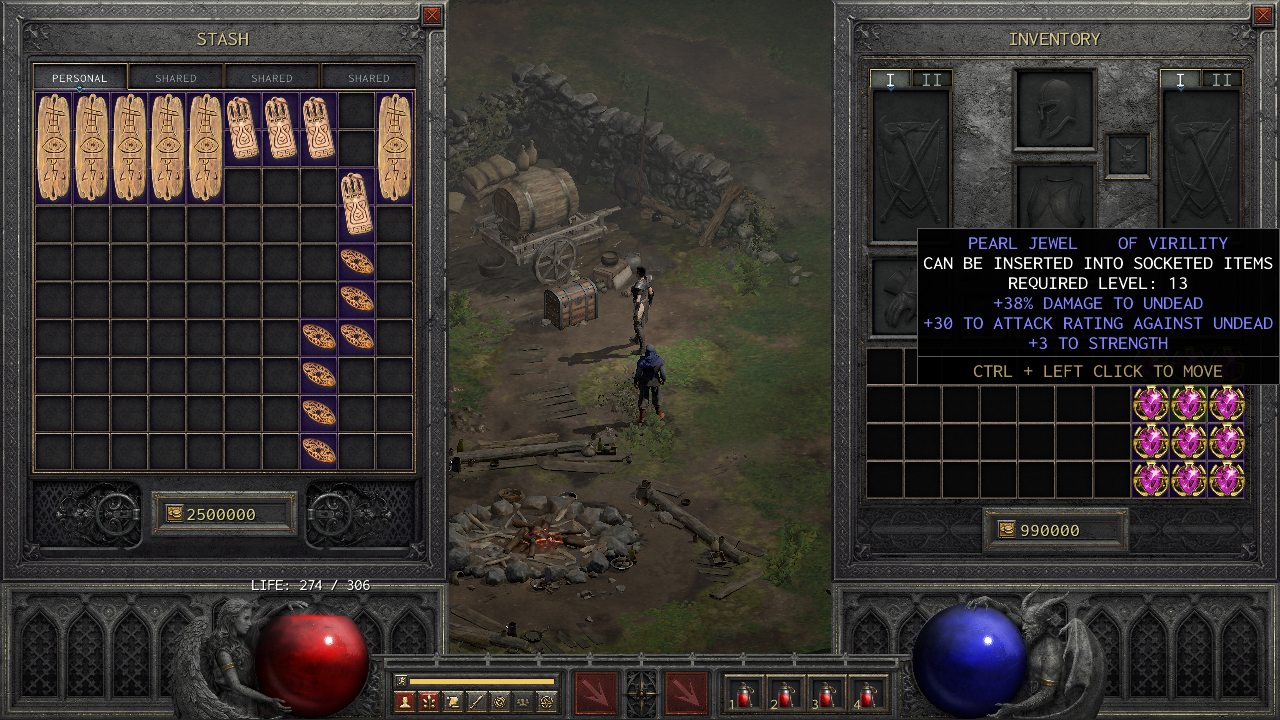 STASH
PERSONAL
SHARED
SHARED
SHARED
2500000
INVENTORY
I
II
I
II
PEARL JEWEL OF VIRILITY
CAN BE INSERTED INTO SOCKETED ITEMS
REQUIRED LEVEL: 13
+38% DAMAGE TO UNDEAD
+30 TO ATTACK RATING AGAINST UNDEAD
+3 TO STRENGTH
CTRL + LEFT CLICK TO MOVE
990000
LIFE: 274 / 306
1
2
3
4